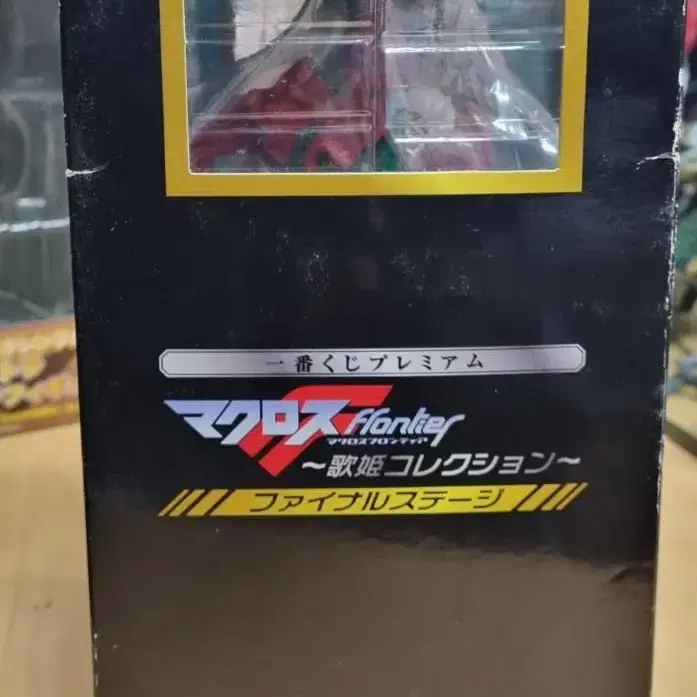 一番くじプレミアム
マクロスFfrontier
マクロスフロンティア
～歌姫コレクション～
ファイナルステージ